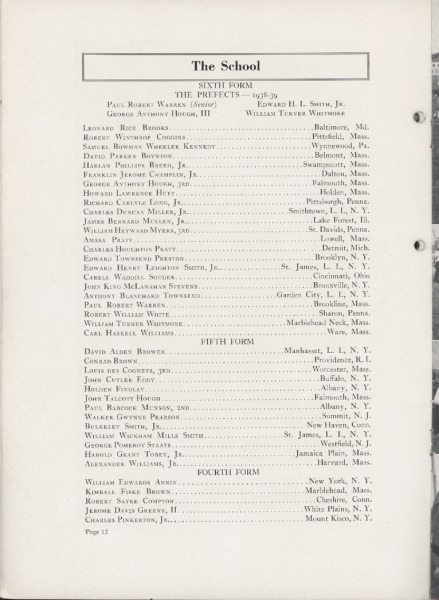 The School
SIXTH FORM
THE PREFECTS — 1938-39
PAUL ROBERT WARREN (Senior) EDWARD H. L. SMITH, JR.
GEORGE ANTHONY HOUGH, III WILLIAM TURNER WHITMORE
LEONARD RICE BROOKS Baltimore, Md.
ROBERT WINTHROP COGGINS Pittsfield, Mass.
SAMUEL BOWMAN WHEELER KENNEDY Wynnewood, Pa.
DAVID PARKER BOYNTON Belmont, Mass.
HARLAN PHILLIPS BREED, JR. Swampscott, Mass.
FRANKLIN JEROME CHAMPLIN, JR. Dalton, Mass.
GEORGE ANTHONY HOUGH, 3RD Falmouth, Mass.
HOWARD LAWRENCE HUFF Holden, Mass.
RICHARD CARLYLE LONG, JR. Pittsburgh, Penna.
CHARLES DUNCAN MILLER, JR. Smithtown, L. I., N. Y.
JAMES BERNARD MULLEN, JR. Lake Forest, Ill.
WILLIAM HEYWARD MYERS, 3RD St. Davids, Penna.
AMASA PRATT Lowell, Mass.
CHARLES HOUGHTON PRATT Detroit, Mich.
EDWARD TOWNSEND PRESTON Brooklyn, N. Y.
EDWARD HENRY LEIGHTON SMITH, JR. St. James, L. I., N. Y.
CABELL WADDILL SOUDER Cincinnati, Ohio
JOHN KING McLANAHAN STEVENS Bronxville, N. Y.
ANTHONY BLANCHARD TOWNSEND Garden City, L. I., N. Y.
PAUL ROBERT WARREN Brookline, Mass.
ROBERT WILLIAM WHITE Sharon, Penna.
WILLIAM TURNER WHITMORE Marblehead Neck, Mass.
CARL HASKELL WILLIAMS Ware, Mass.
FIFTH FORM
DAVID ALDEN BROWER Manhasset, L. I., N. Y.
CONRAD BROWN Providence, R. I.
LOUIS DES COGNETS, 3RD Worcester, Mass.
JOHN CUTLER EDDY Buffalo, N. Y.
HOLDEN FINDLAY Albany, N. Y.
JOHN TALCOTT HOUGH Falmouth, Mass.
PAUL BABCOCK MUNSON, 2ND Albany, N. Y.
WALKER GWYNNE PEARSON Summit, N. J.
BULKELEY SMITH, JR. New Haven, Conn.
WILLIAM WICKHAM MILLS SMITH St. James, L. I., N. Y.
GEORGE POMEROY STAATS Westfield, N. J.
HAROLD GRANT TOBEY, JR. Jamaica Plain, Mass.
ALEXANDER WILLIAMS, JR. Harvard, Mass.
FOURTH FORM
WILLIAM EDWARDS ANNIN New York, N. Y.
KIMBALL FISKE BROWN Marblehead, Mass.
ROBERT SAYRE COMPTON Cheshire, Conn.
JEROME DAVIS GREENE, II White Plains, N. Y.
CHARLES PINKERTON, JR. Mount Kisco, N. Y.
Page 12